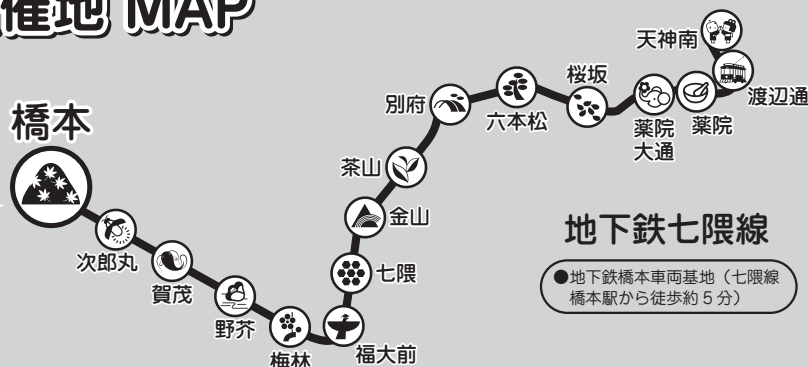 催地 MAP
天神南
渡辺通
薬院
薬院
大通
桜坂
六本松
別府
茶山
金山
七隈
福大前
梅林
野芥
賀茂
次郎丸
橋本
地下鉄七隈線
●地下鉄橋本車両基地（七隈線
橋本駅から徒歩約5分）